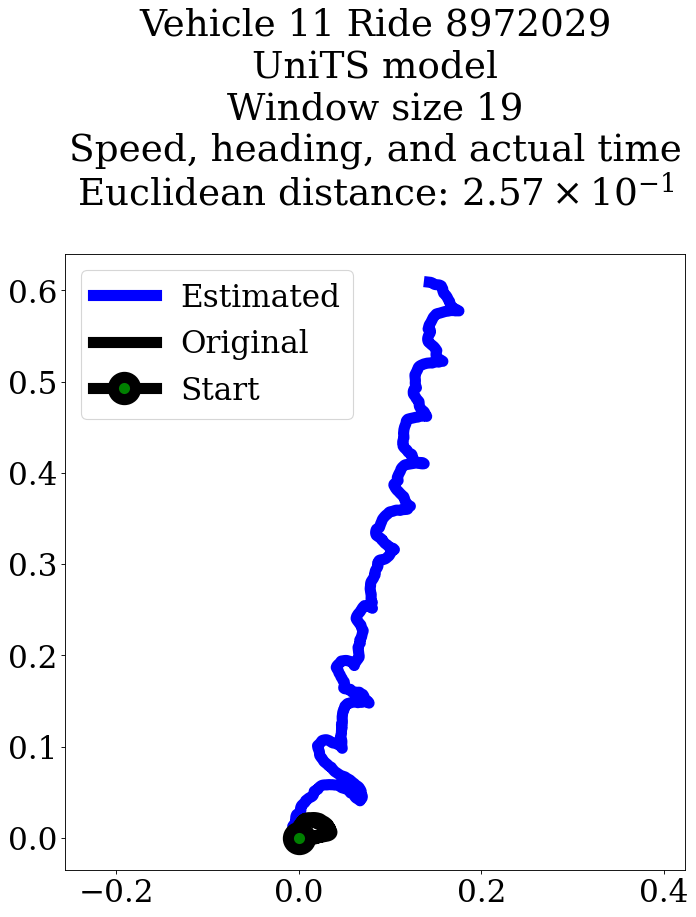 Vehicle 11 Ride 8972029
UniTS model
Window size 19
Speed, heading, and actual time
Euclidean distance: 2.57 × 10⁻¹
Estimated
Original
Start
0.6
0.5
0.4
0.3
0.2
0.1
0.0
−0.2 0.0 0.2 0.4